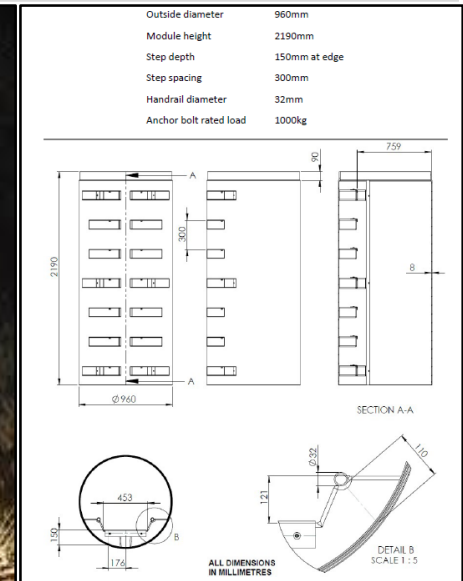 Outside diameter 960mm
Module height 2190mm
Step depth 150mm at edge
Step spacing 300mm
Handrail diameter 32mm
Anchor bolt rated load 1000kg
A
90
759
2190
300
8
A
Ø960
SECTION A-A
453
150
176
B
Ø32
110
121
DETAIL B
SCALE 1 : 5
ALL DIMENSIONS
IN MILLIMETRES